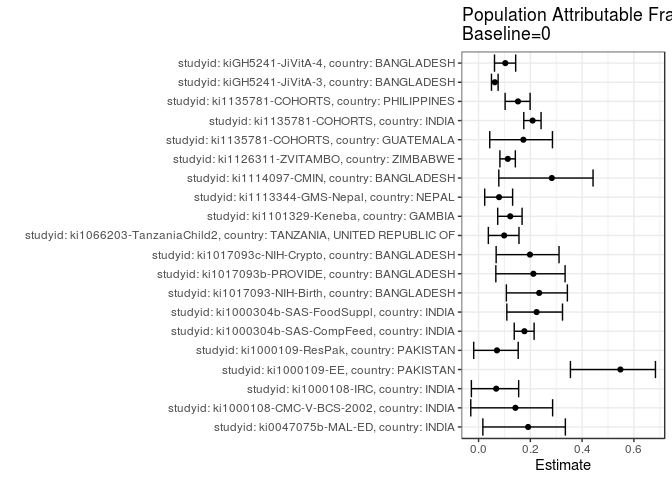 Population Attributable Fra
Baseline=0
studyid: kiGH5241-JiVitA-4, country: BANGLADESH
studyid: kiGH5241-JiVitA-3, country: BANGLADESH
studyid: ki1135781-COHORTS, country: PHILIPPINES
studyid: ki1135781-COHORTS, country: INDIA
studyid: ki1135781-COHORTS, country: GUATEMALA
studyid: ki1126311-ZVITAMBO, country: ZIMBABWE
studyid: ki1114097-CMIN, country: BANGLADESH
studyid: ki1113344-GMS-Nepal, country: NEPAL
studyid: ki1101329-Keneba, country: GAMBIA
studyid: ki1066203-TanzaniaChild2, country: TANZANIA, UNITED REPUBLIC OF
studyid: ki1017093c-NIH-Crypto, country: BANGLADESH
studyid: ki1017093b-PROVIDE, country: BANGLADESH
studyid: ki1017093-NIH-Birth, country: BANGLADESH
studyid: ki1000304b-SAS-FoodSuppl, country: INDIA
studyid: ki1000304b-SAS-CompFeed, country: INDIA
studyid: ki1000109-ResPak, country: PAKISTAN
studyid: ki1000109-EE, country: PAKISTAN
studyid: ki1000108-IRC, country: INDIA
studyid: ki1000108-CMC-V-BCS-2002, country: INDIA
studyid: ki0047075b-MAL-ED, country: INDIA
0.0 0.2 0.4 0.6
Estimate